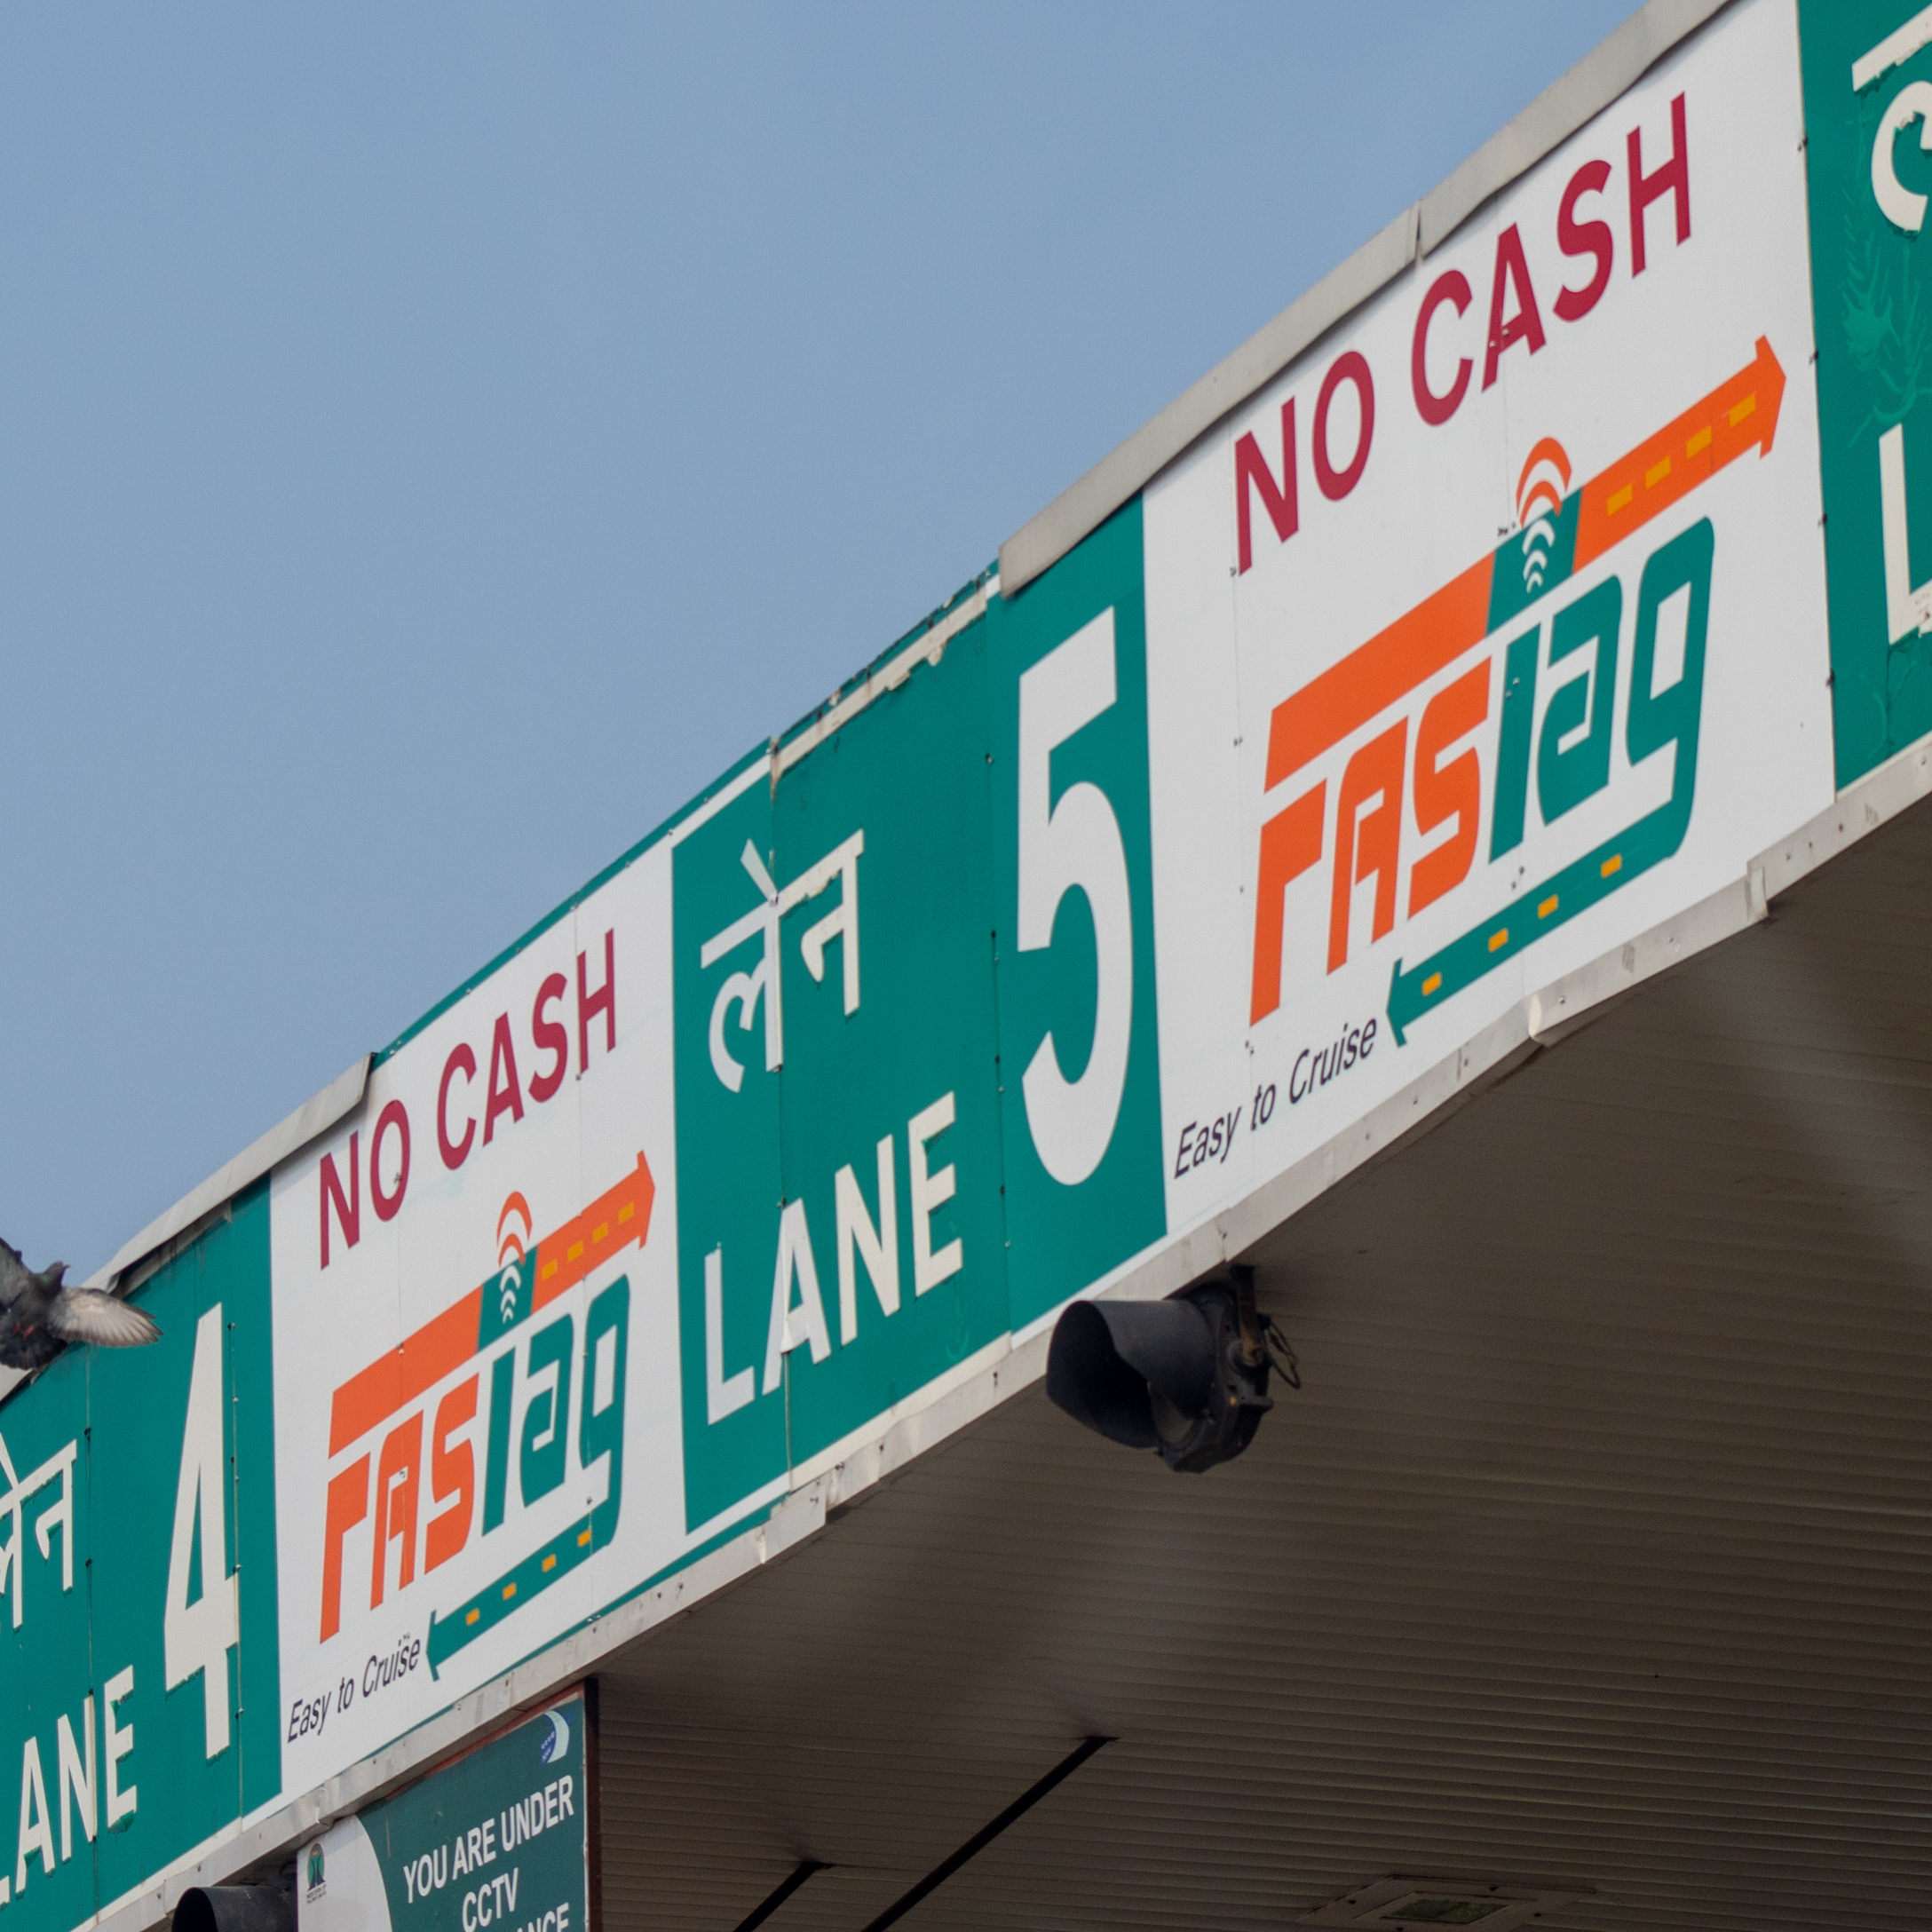 लेन
LANE
4
NO CASH
FASTag
Easy to Cruise
लेन
LANE
5
NO CASH
FASTag
Easy to Cruise
YOU ARE UNDER
CCTV